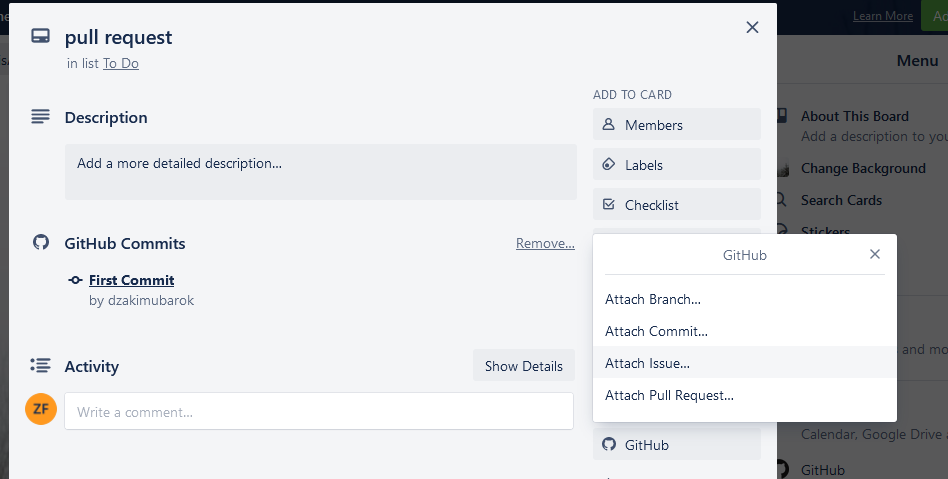 pull request
in list To Do
Description
Add a more detailed description...
GitHub Commits
Remove...
First Commit
by dzakimubarok
Activity
Show Details
ZF
Write a comment...
ADD TO CARD
Members
Labels
Checklist
GitHub
Attach Branch...
Attach Commit...
Attach Issue...
Attach Pull Request...
GitHub
Learn More
Menu
About This Board
Add a description to
Change Background
Search Cards
Stickers
and
Calendar, Google Drive
GitHub